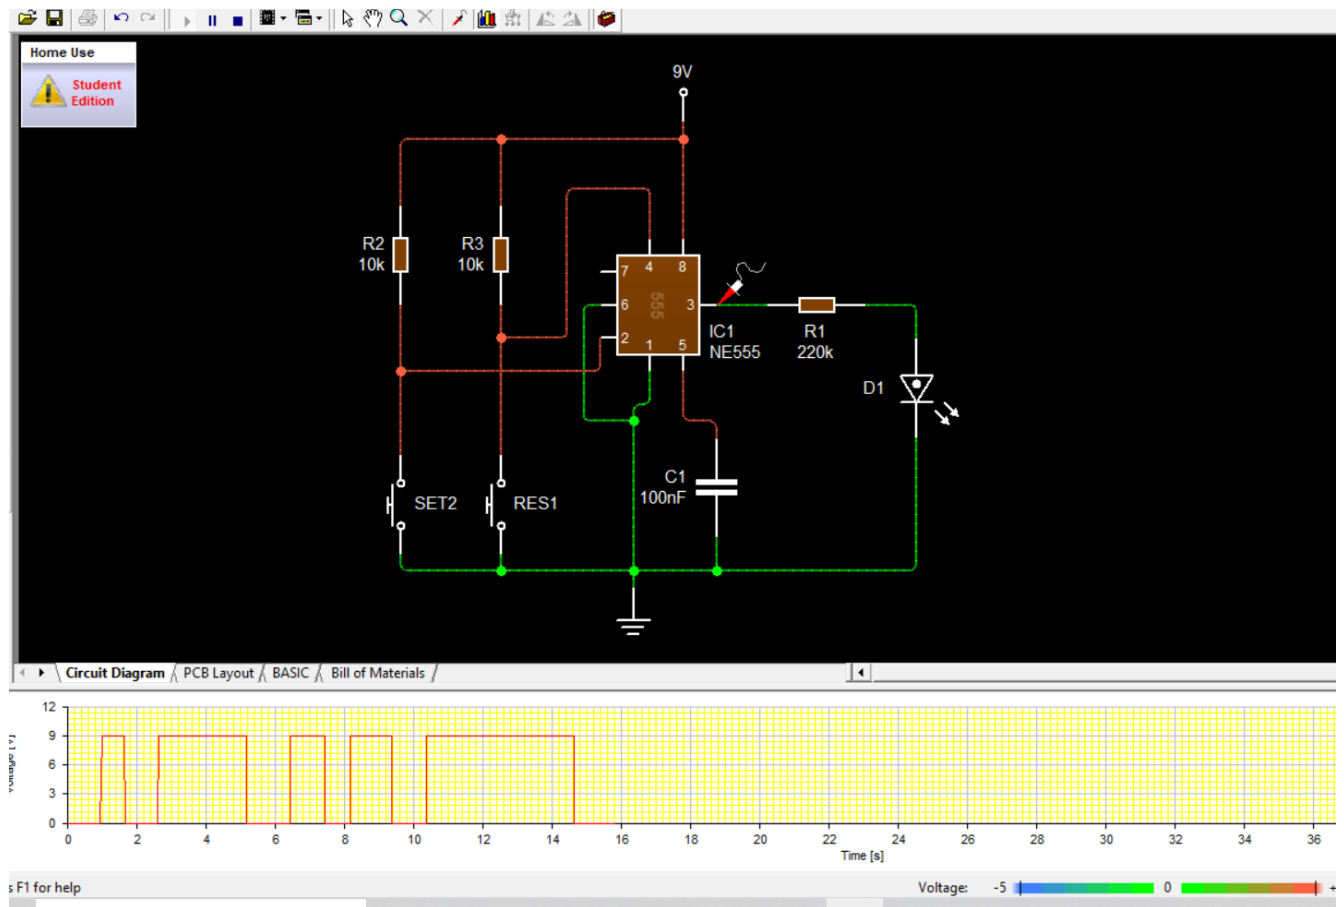 Home Use
Student
Edition
9V
R2
10k
R3
10k
7
4
8
6
555
3
2
1
5
IC1
NE555
R1
220k
D1
C1
100nF
SET2
RES1
Circuit Diagram
PCB Layout
BASIC
Bill of Materials
12
9
6
3
0
0
2
4
6
8
10
12
14
16
18
20
22
24
26
28
30
32
34
36
Time [s]
s F1 for help
Voltage:
-5
0
+